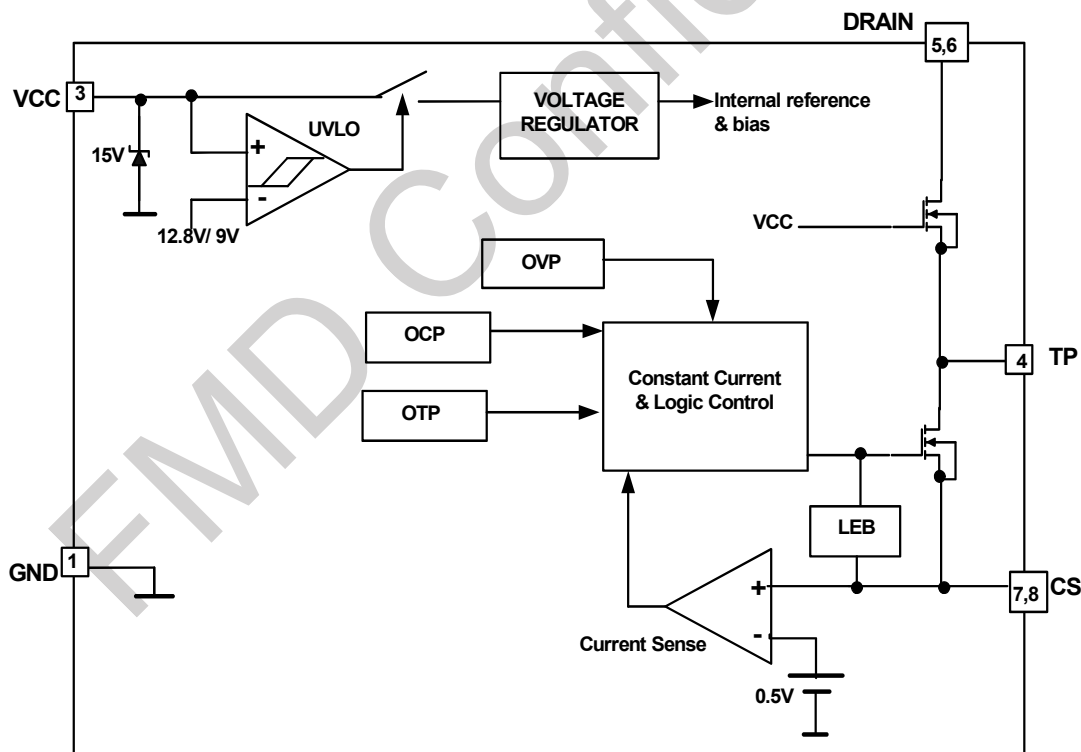 DRAIN
5,6
VCC
3
VOLTAGE
REGULATOR
Internal reference
& bias
UVLO
15V
+
-
12.8V/ 9V
VCC
OVP
OCP
OTP
Constant Current
& Logic Control
4
TP
LEB
GND
1
7,8
CS
+
-
Current Sense
0.5V
FMD Confid